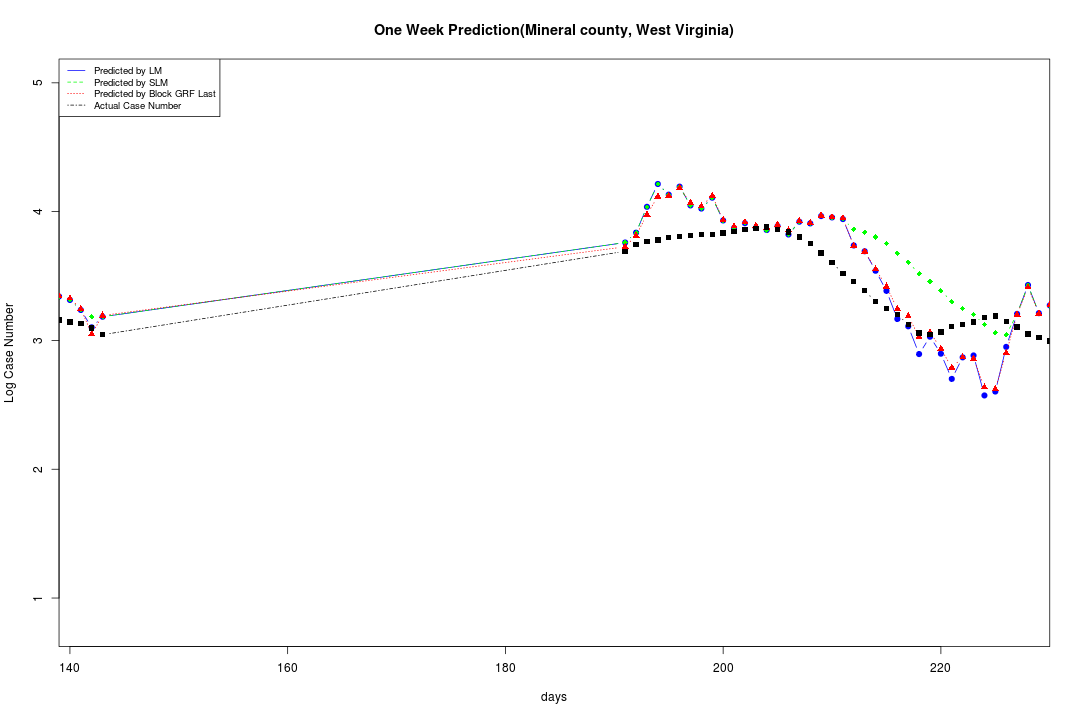 One Week Prediction(Mineral county, West Virginia)
Predicted by LM
Predicted by SLM
Predicted by Block GRF Last
Actual Case Number
5
4
3
2
1
Log Case Number
140 160 180 200 220
days